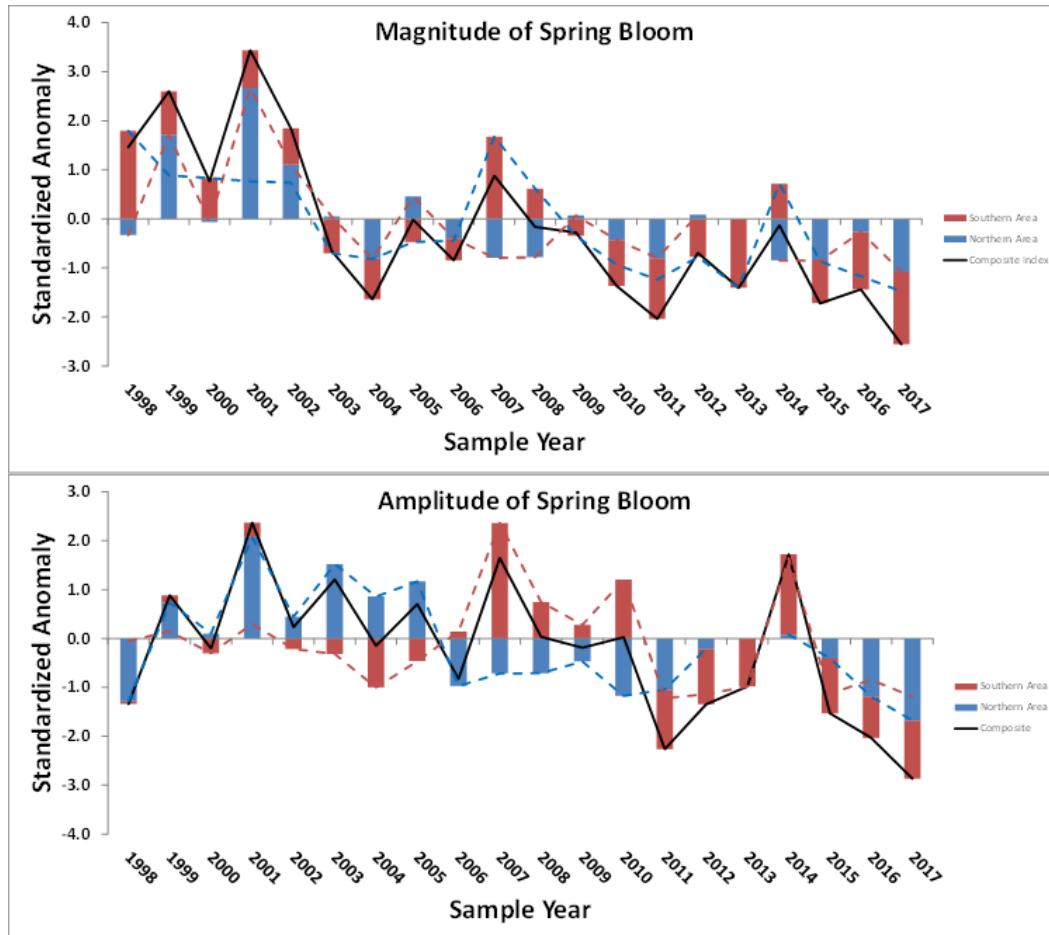 Magnitude of Spring Bloom
4.0
3.0
2.0
1.0
0.0
-1.0
-2.0
-3.0
Standardized Anomaly
Southern Area
Northern Area
Composite Index
1998 1999 2000 2001 2002 2003 2004 2005 2006 2007 2008 2009 2010 2011 2012 2013 2014 2015 2016 2017
Sample Year
Amplitude of Spring Bloom
3.0
2.0
1.0
0.0
-1.0
-2.0
-3.0
-4.0
Standardized Anomaly
Southern Area
Northern Area
Composite
1998 1999 2000 2001 2002 2003 2004 2005 2006 2007 2008 2009 2010 2011 2012 2013 2014 2015 2016 2017
Sample Year